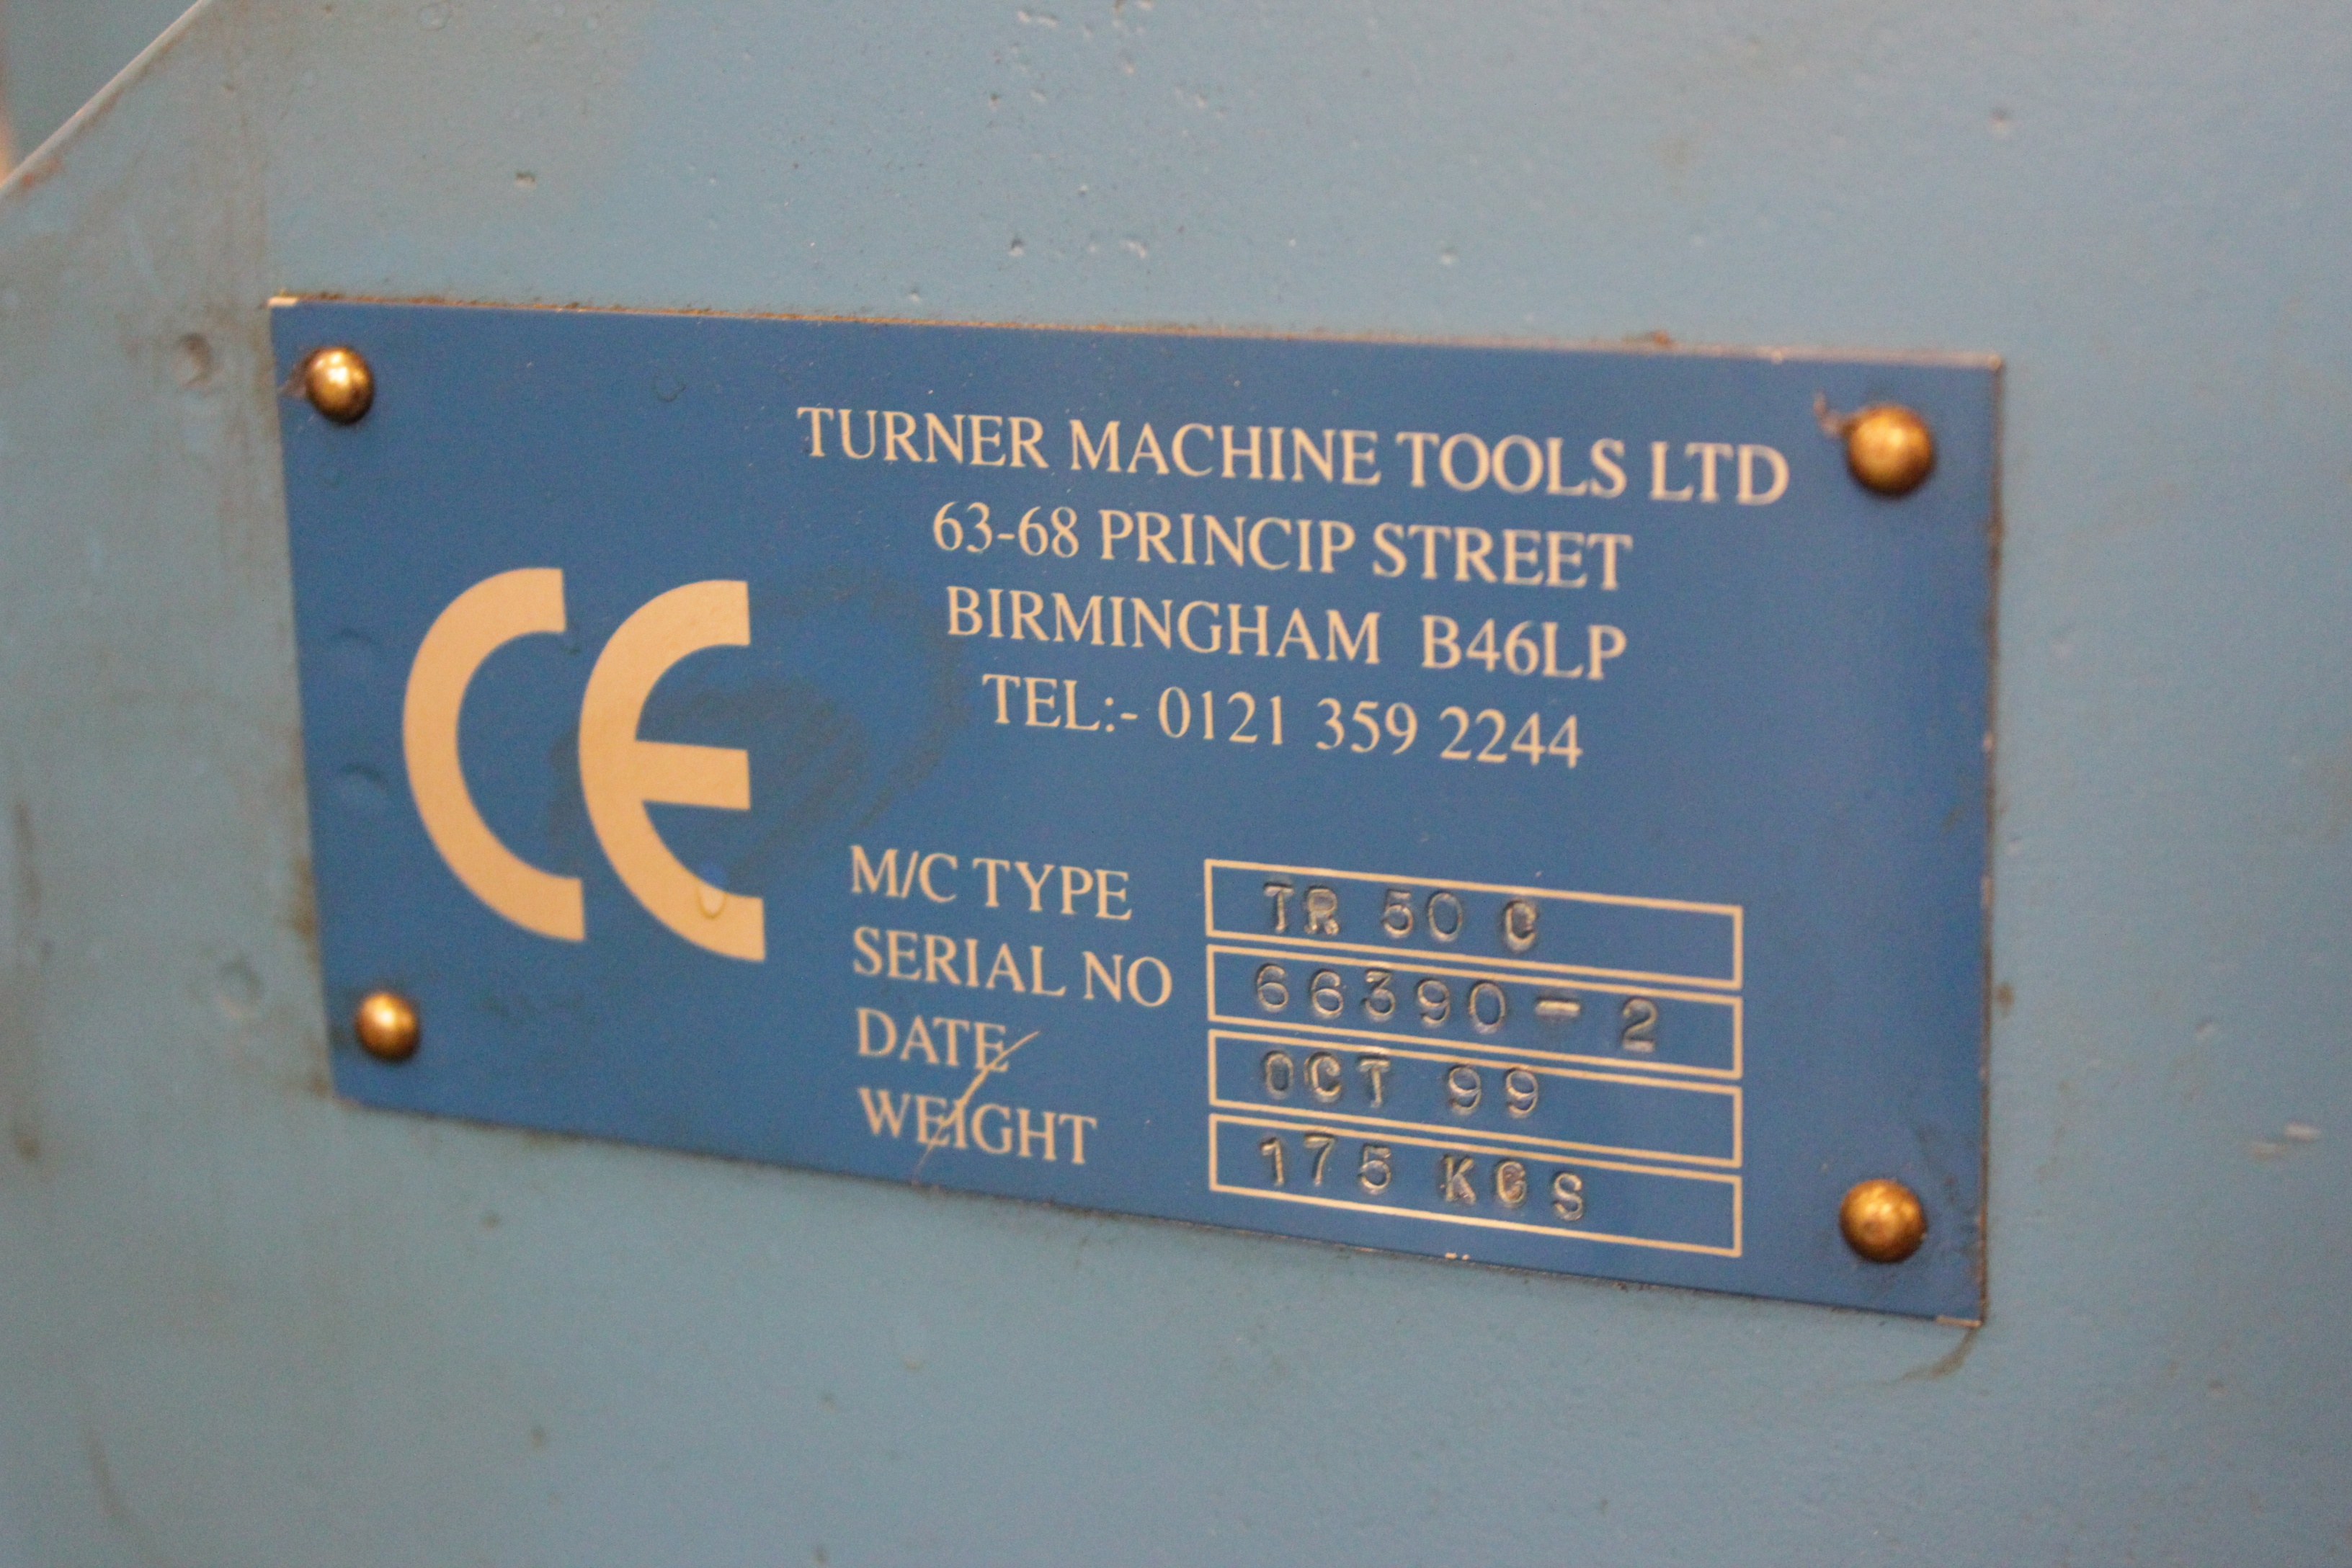 TURNER MACHINE TOOLS LTD
63-68 PRINCIP STREET
BIRMINGHAM B46LP
TEL:- 0121 359 2244
CE
M/C TYPE TR 50 C
SERIAL NO 66390-2
DATE OCT 99
WEIGHT 175 KGS